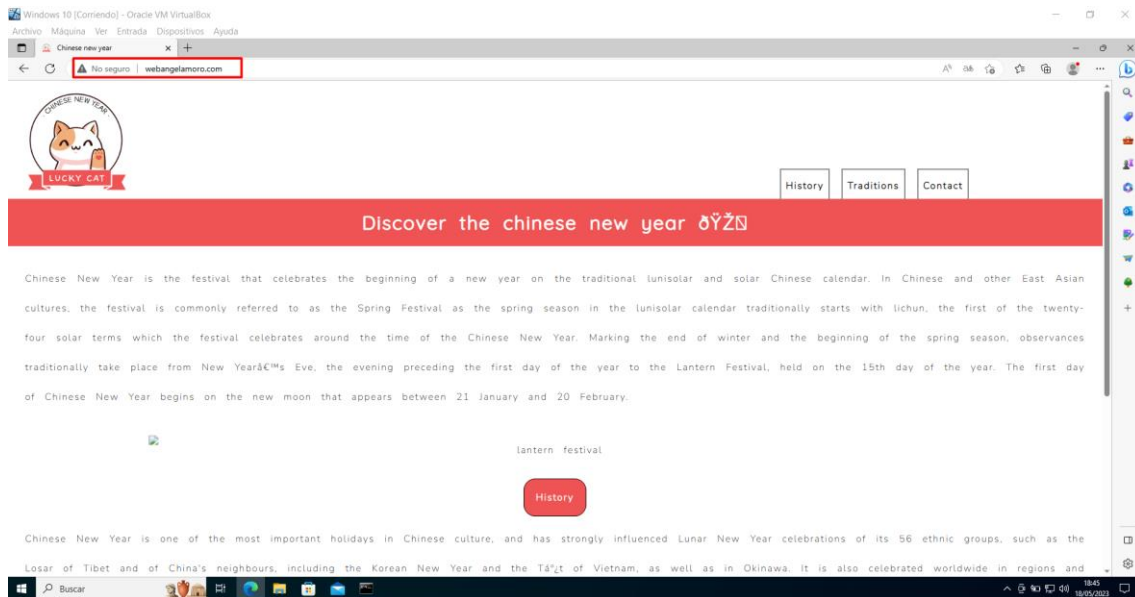 Windows 10 [Corriendo] - Oracle VM VirtualBox
Archivo Máquina Ver Entrada Dispositivos Ayuda
Chinese new year
No seguro webangelamoro.com
CHINESE NEW YEAR
LUCKY CAT
History Traditions Contact
Discover the chinese new year ðŸŽ
Chinese New Year is the festival that celebrates the beginning of a new year on the traditional lunisolar and solar Chinese calendar. In Chinese and other East Asian
cultures, the festival is commonly referred to as the Spring Festival as the spring season in the lunisolar calendar traditionally starts with lichun, the first of the twenty-
four solar terms which the festival celebrates around the time of the Chinese New Year. Marking the end of winter and the beginning of the spring season, observances
traditionally take place from New Yearâ€™s Eve, the evening preceding the first day of the year to the Lantern Festival, held on the 15th day of the year. The first day
of Chinese New Year begins on the new moon that appears between 21 January and 20 February.
lantern festival
History
Chinese New Year is one of the most important holidays in Chinese culture, and has strongly influenced Lunar New Year celebrations of its 56 ethnic groups, such as the
Losar of Tibet and of China's neighbours, including the Korean New Year and the Táº¿t of Vietnam, as well as in Okinawa. It is also celebrated worldwide in regions and
Buscar
18:45
18/05/2023